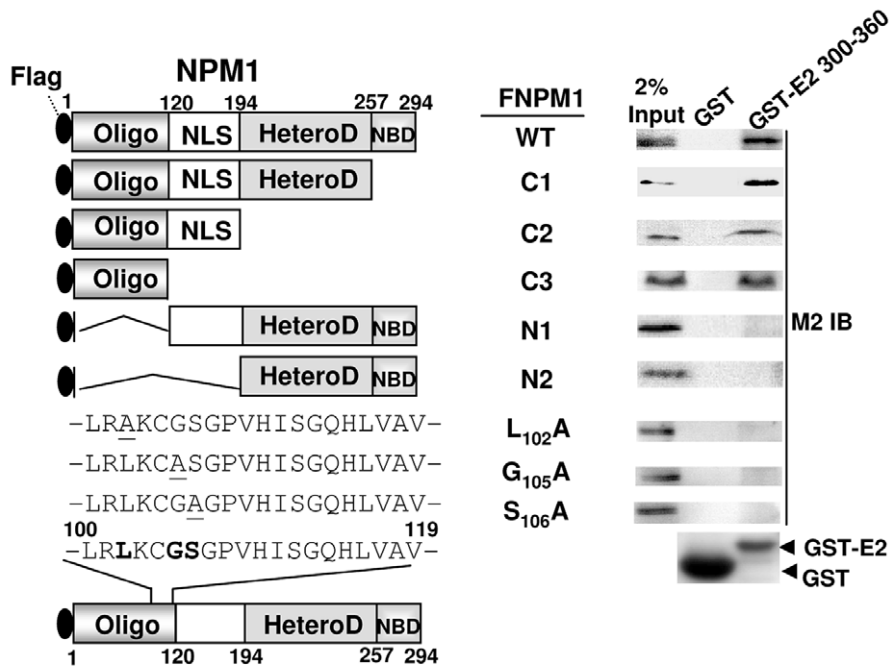 Flag
NPM1
1 120 194 257 294
Oligo NLS HeteroD NBD
Oligo NLS HeteroD
Oligo NLS
Oligo
HeteroD NBD
HeteroD NBD
–LRAKCGSGPVHISGQHLVAV–
–LRLKCASGPVHISGQHLVAV–
–LRLKCGAGPVHISGQHLVAV–
100 119
–LRLKCGSGPVHISGQHLVAV–
Oligo HeteroD NBD
1 120 194 257 294
FNPM1
2% Input
GST
GST-E2 300-360
WT
C1
C2
C3
N1
N2
L102A
G105A
S106A
M2 IB
GST-E2
GST